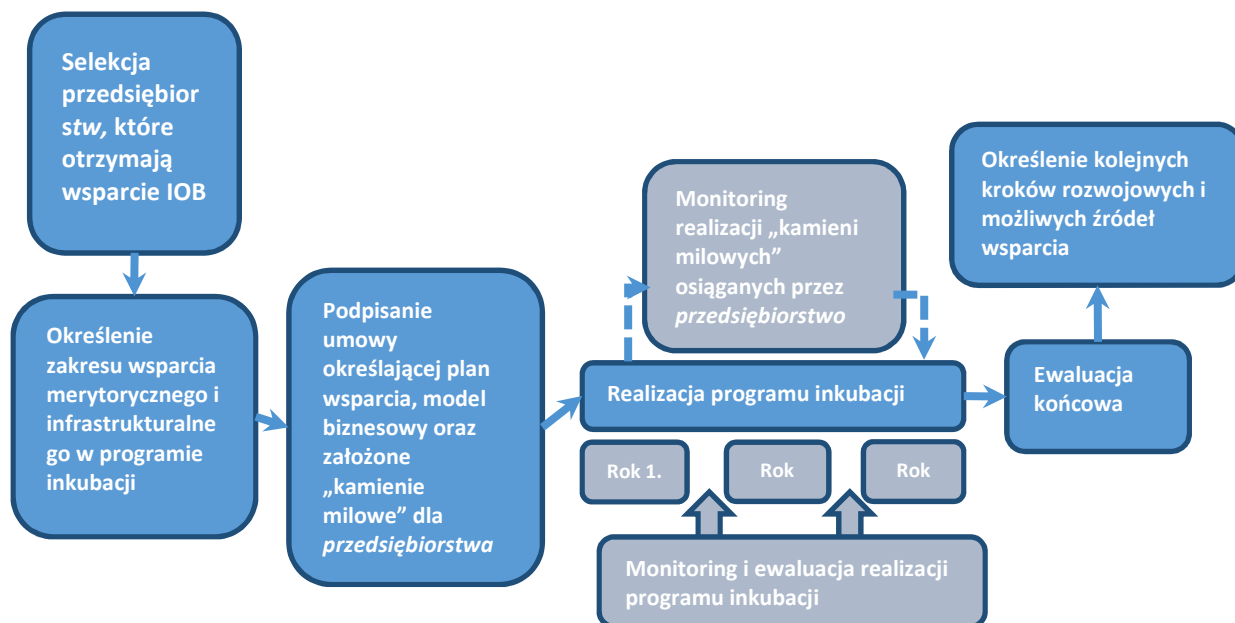 Selekcja
przedsiębior
stw, które
otrzymają
wsparcie IOB
Określenie
zakresu wsparcia
merytorycznego i
infrastrukturalne
go w programie
inkubacji
Podpisanie
umowy
określającej plan
wsparcia, model
biznesowy oraz
założone
„kamienie
milowe” dla
przedsiębiorstwa
Monitoring
realizacji „kamieni
milowych”
osiąganych przez
przedsiębiorstwo
Realizacja programu inkubacji
Rok 1.
Rok
Rok
Monitoring i ewaluacja realizacji
programu inkubacji
Ewaluacja
końcowa
Określenie kolejnych
kroków rozwojowych i
możliwych źródeł
wsparcia